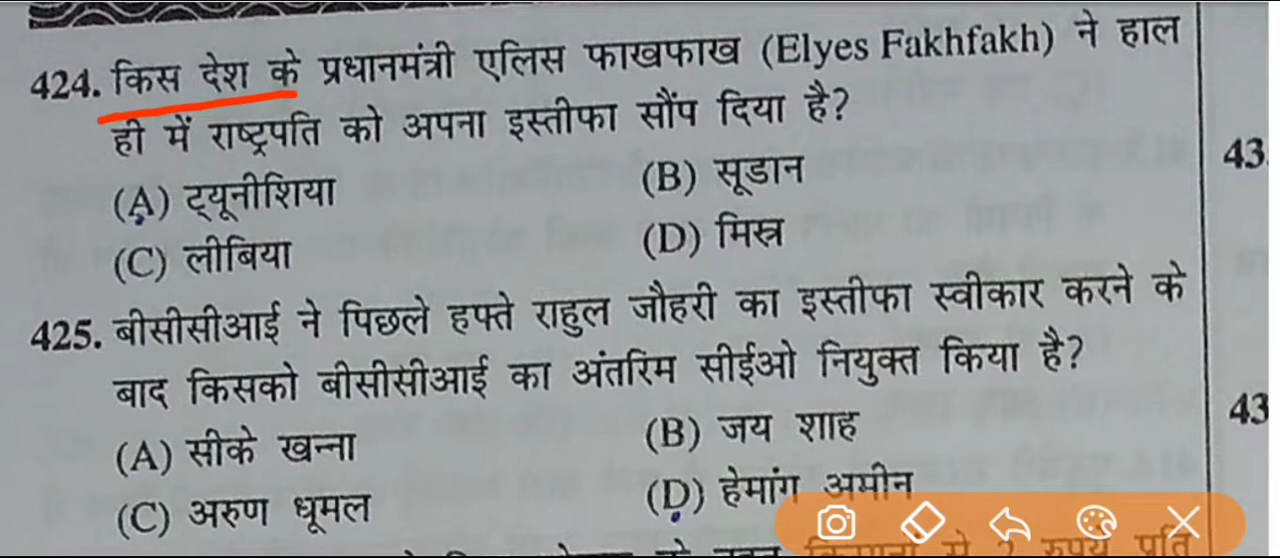 424. किस देश के प्रधानमंत्री एलिस फाखफाख (Elyes Fakhfakh) ने हाल
ही में राष्ट्रपति को अपना इस्तीफा सौंप दिया है?
(A) ट्यूनीशिया (B) सूडान
(C) लीबिया (D) मिस्र
425. बीसीसीआई ने पिछले हफ्ते राहुल जौहरी का इस्तीफा स्वीकार करने के
बाद किसको बीसीसीआई का अंतरिम सीईओ नियुक्त किया है?
(A) सीके खन्ना (B) जय शाह
(C) अरुण धूमल (D) हेमांग अमीन
43
43